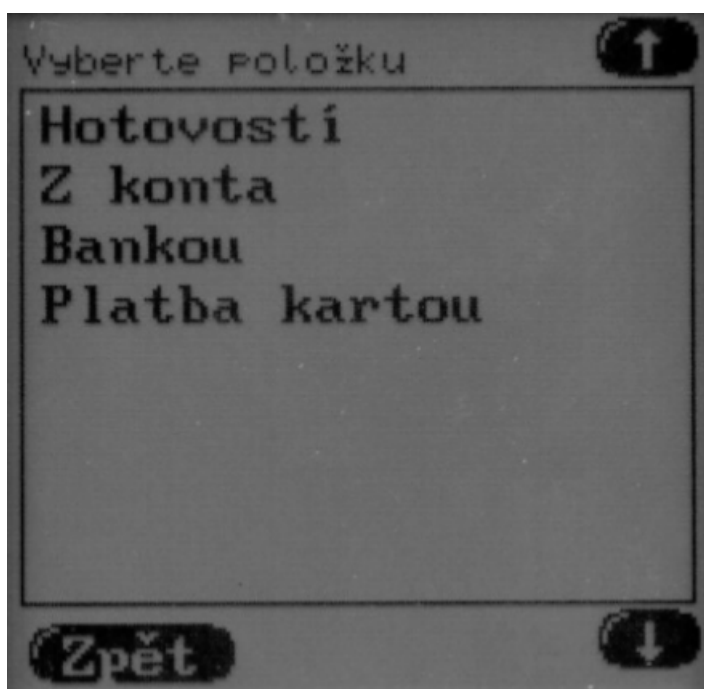 Vyberte položku
Hotovostí
Z konta
Bankou
Platba kartou
Zpět